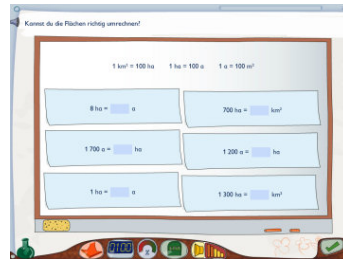 Kannst du die Flächen richtig umrechnen?
1 km² = 100 ha 1 ha = 100 a 1 a = 100 m²
8 ha = a
700 ha = km²
1 700 a = ha
1 200 a = ha
1 ha = a
1 300 ha = km²